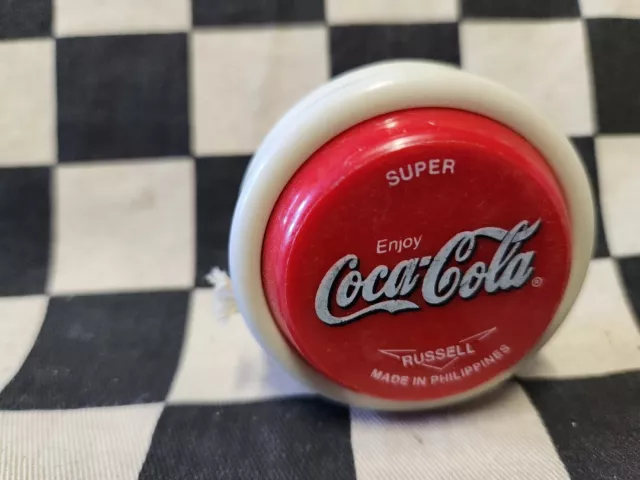 SUPER
Enjoy
Coca-Cola®
RUSSELL
MADE IN PHILIPPINES